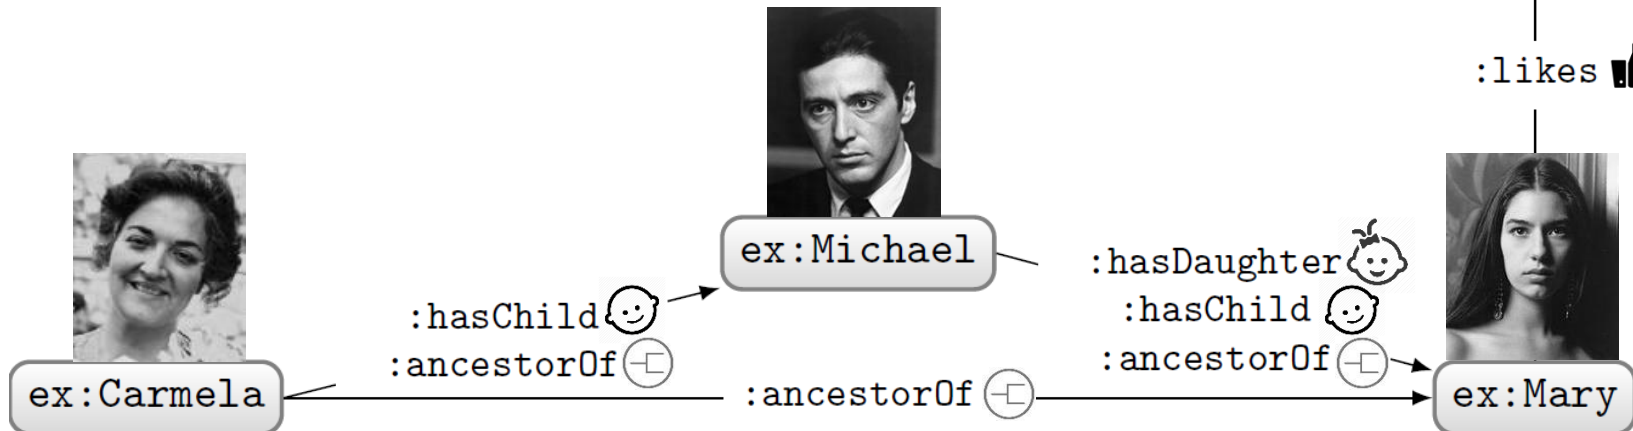 :likes
ex:Michael
:hasDaughter
:hasChild
:hasChild
:ancestorOf
:ancestorOf
ex:Carmela
:ancestorOf
ex:Mary